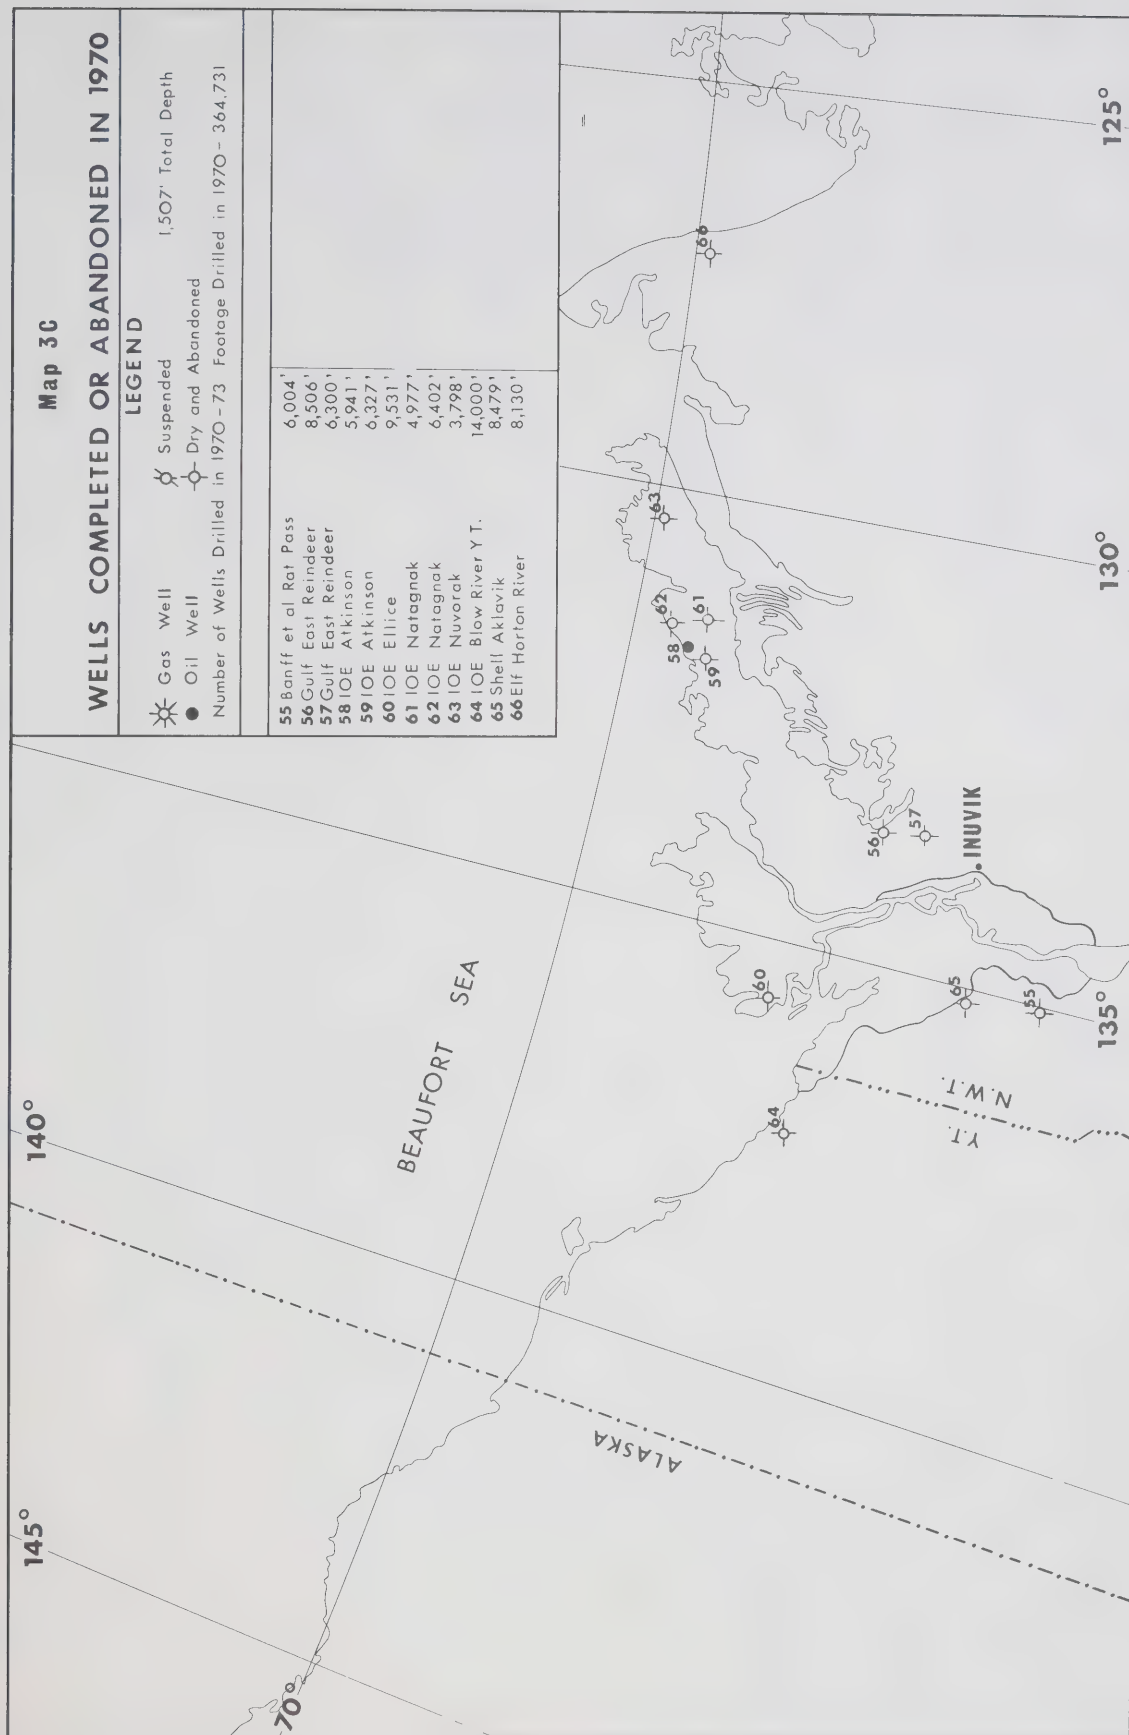 Map 3C
WELLS COMPLETED OR ABANDONED IN 1970
LEGEND
Gas Well Suspended 1,507' Total Depth
Oil Well Dry and Abandoned
Number of Wells Drilled in 1970-73 Footage Drilled in 1970-364,731
55 Banff et al Rat Pass 6,004'
56 Gulf East Reindeer 8,506'
57 Gulf East Reindeer 6,300'
58 IOE Atkinson 5,941'
59 IOE Atkinson 6,327'
60 IOE Ellice 9,531'
61 IOE Natagnak 4,977'
62 IOE Natagnak 6,402'
63 IOE Nuvorak 3,798'
64 IOE Blow River Y.T. 14,000'
65 Shell Aklavik 8,479'
66 Elf Horton River 8,130'
145°
140°
70°
BEAUFORT SEA
ALASKA
Y.T.
N.W.T.
64
60
65
55
135°
56
57
INUVIK
58
59
62
61
63
130°
66
125°